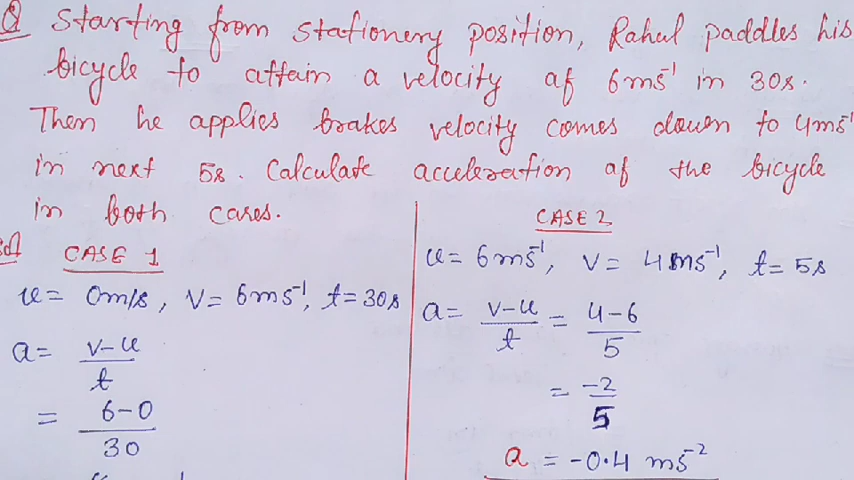 Q Starting from stationery position, Rahul paddles his
bicycle to attain a velocity of 6ms⁻¹ in 30s.
Then he applies brakes velocity comes down to 4ms⁻¹
in next 5s. Calculate acceleration of the bicycle
in both cases.
Sol
CASE 1
u= 0m/s, v= 6ms⁻¹, t=30s
a= v-u/t
= 6-0/30
CASE 2
u= 6ms⁻¹, v= 4ms⁻¹, t=5s
a= v-u/t = 4-6/5
= -2/5
a = -0.4 ms⁻²